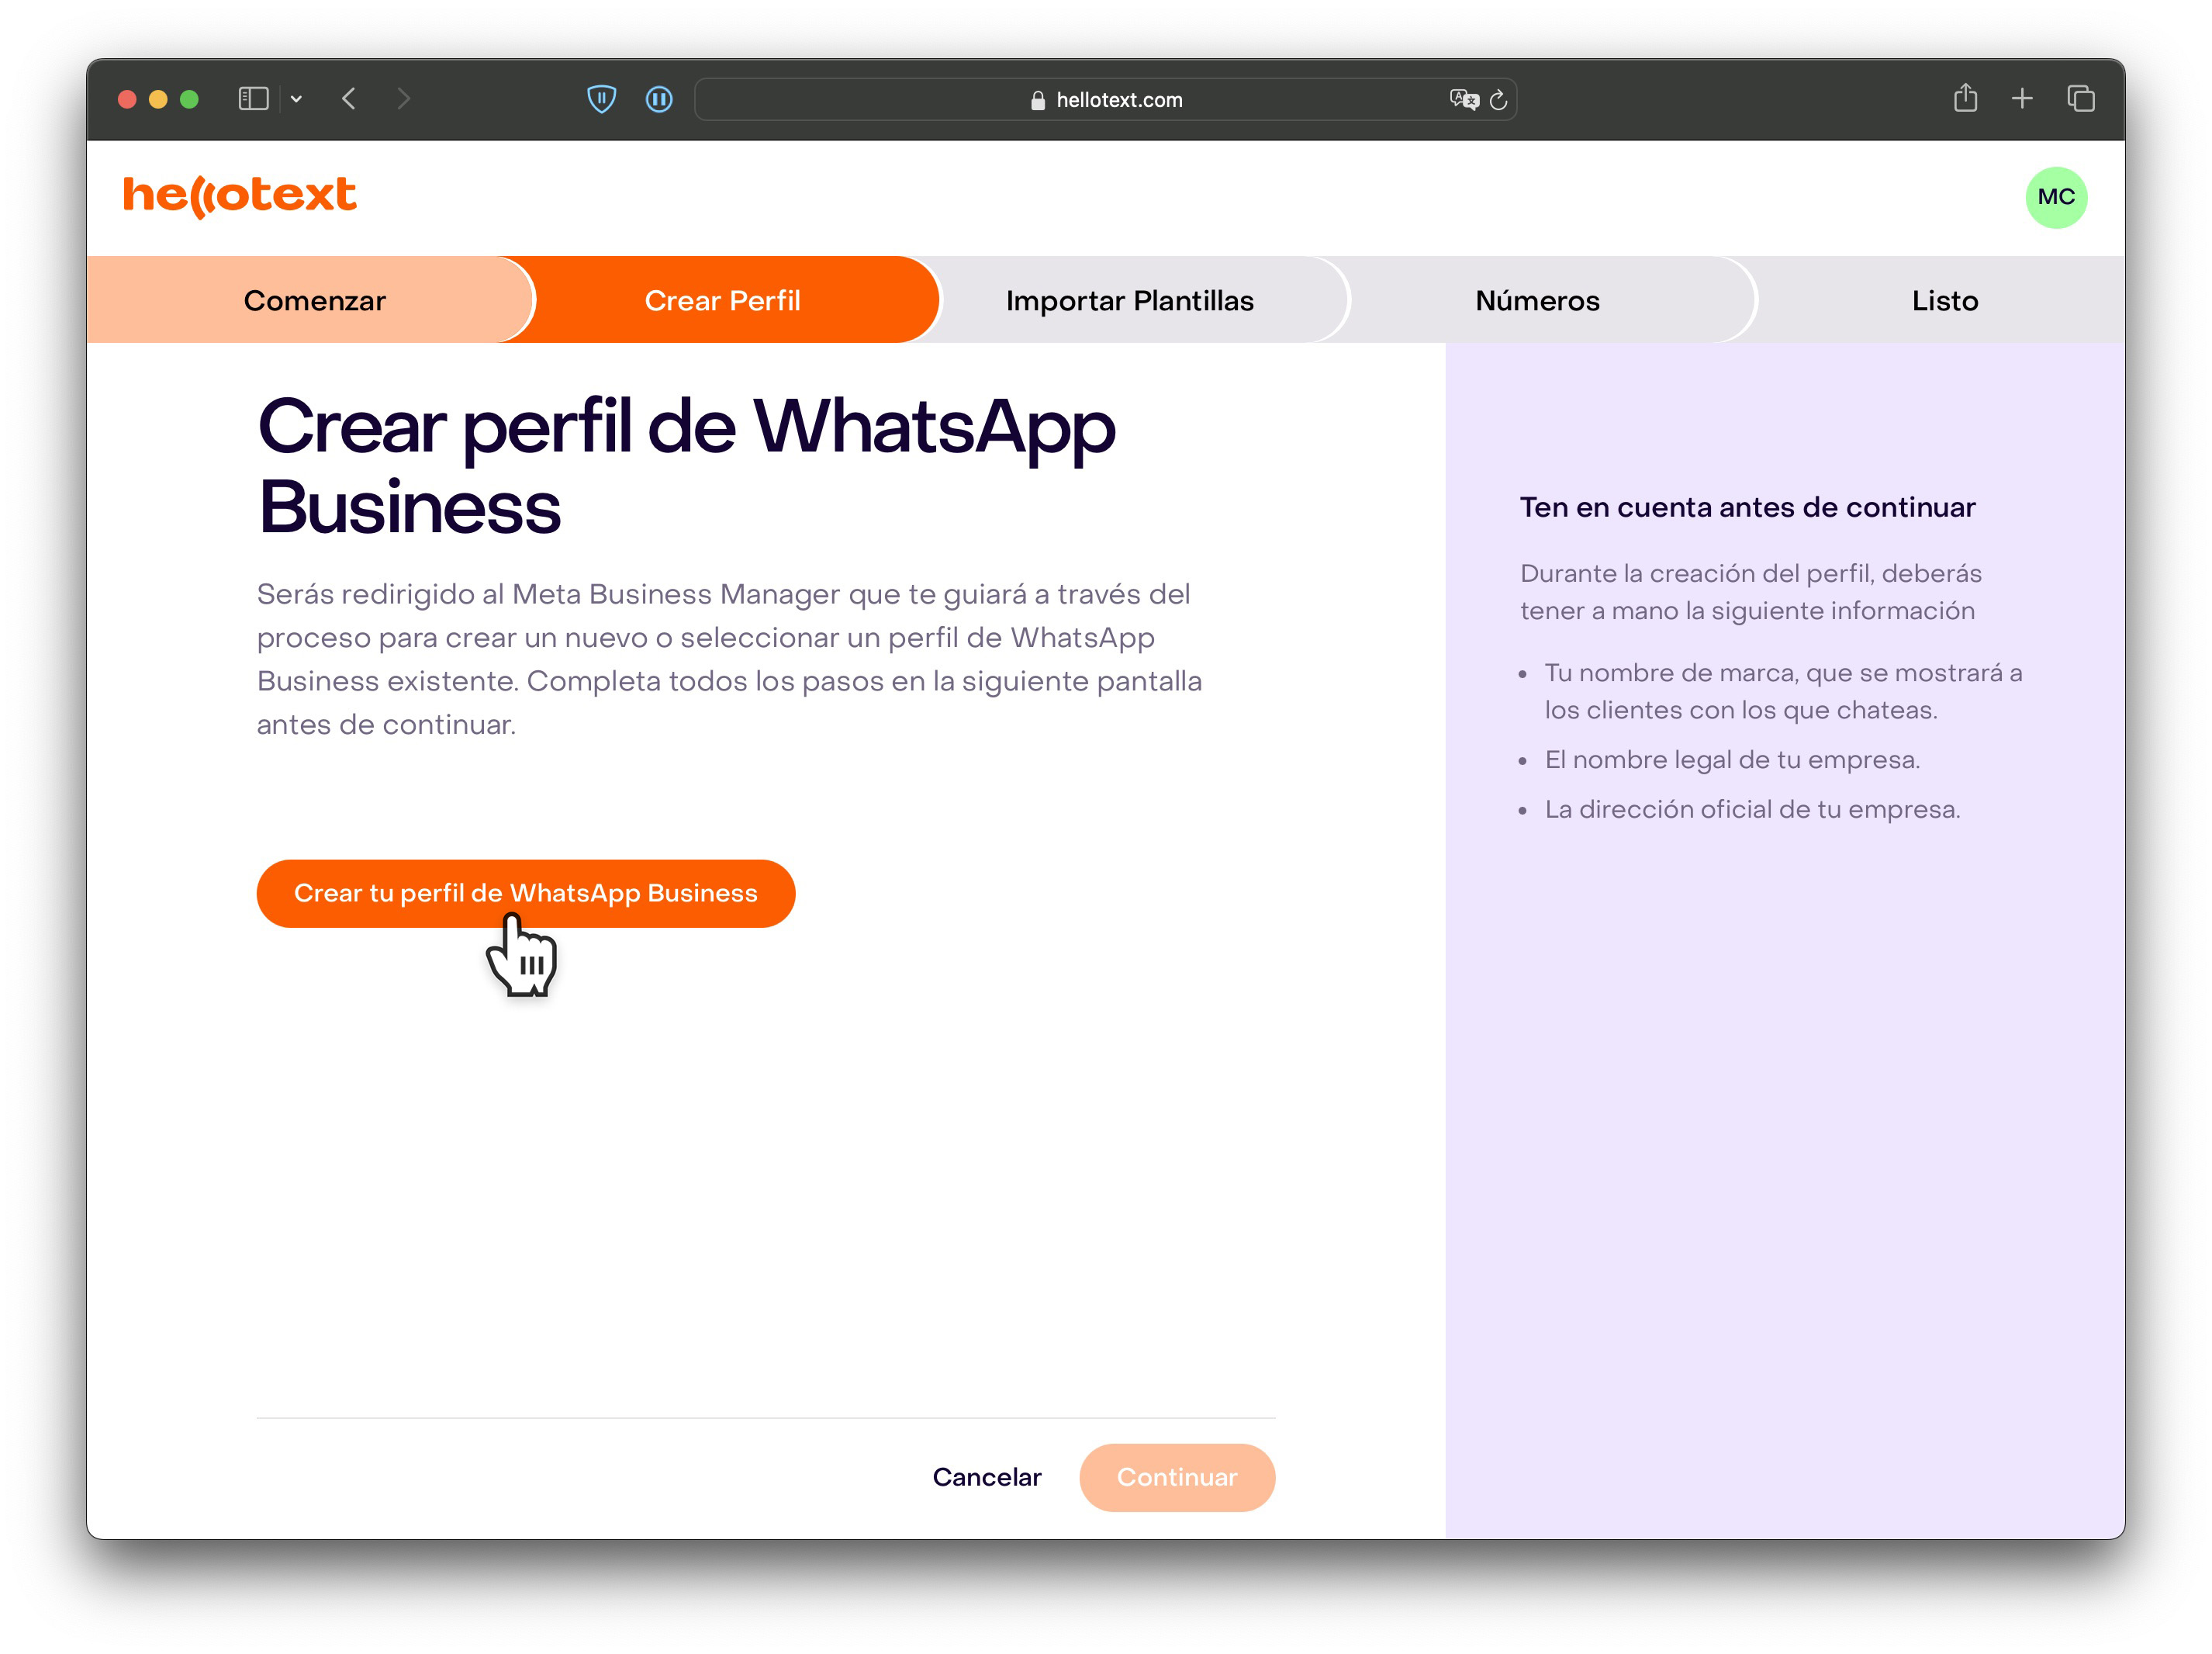 hellotext.com
hellotext
MC
Comenzar
Crear Perfil
Importar Plantillas
Números
Listo
Crear perfil de WhatsApp
Business
Serás redirigido al Meta Business Manager que te guiará a través del
proceso para crear un nuevo o seleccionar un perfil de WhatsApp
Business existente. Completa todos los pasos en la siguiente pantalla
antes de continuar.
Crear tu perfil de WhatsApp Business
Cancelar
Continuar
Ten en cuenta antes de continuar
Durante la creación del perfil, deberás
tener a mano la siguiente información
• Tu nombre de marca, que se mostrará a
los clientes con los que chateas.
• El nombre legal de tu empresa.
• La dirección oficial de tu empresa.